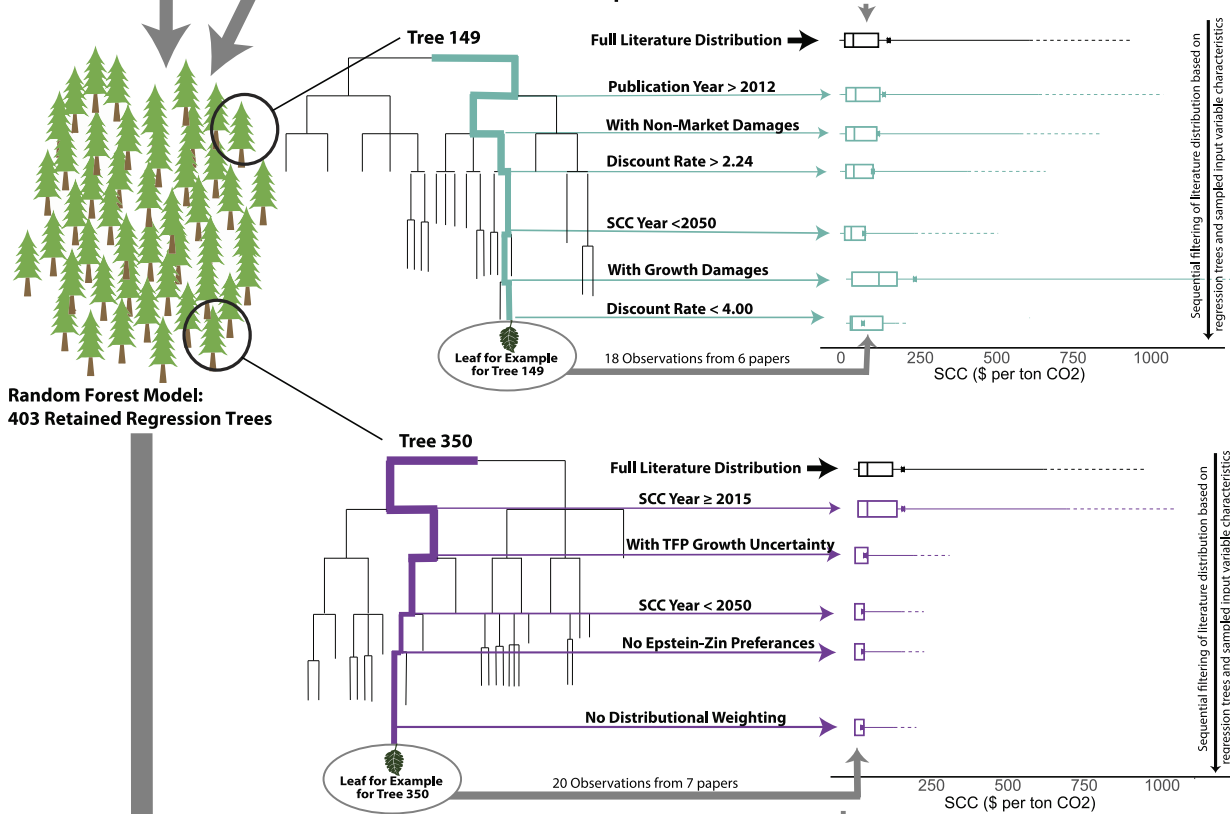 Tree 149
Full Literature Distribution
Publication Year > 2012
With Non-Market Damages
Discount Rate > 2.24
SCC Year <2050
With Growth Damages
Discount Rate < 4.00
Leaf for Example
for Tree 149
18 Observations from 6 papers
0 250 500 750 1000
SCC ($ per ton CO2)
Sequential filtering of literature distribution based on
regression trees and sampled input variable characteristics
Random Forest Model:
403 Retained Regression Trees
Tree 350
Full Literature Distribution
SCC Year ≥ 2015
With TFP Growth Uncertainty
SCC Year < 2050
No Epstein-Zin Preferances
No Distributional Weighting
Leaf for Example
for Tree 350
20 Observations from 7 papers
250 500 750 1000
SCC ($ per ton CO2)
Sequential filtering of literature distribution based on
regression trees and sampled input variable characteristics